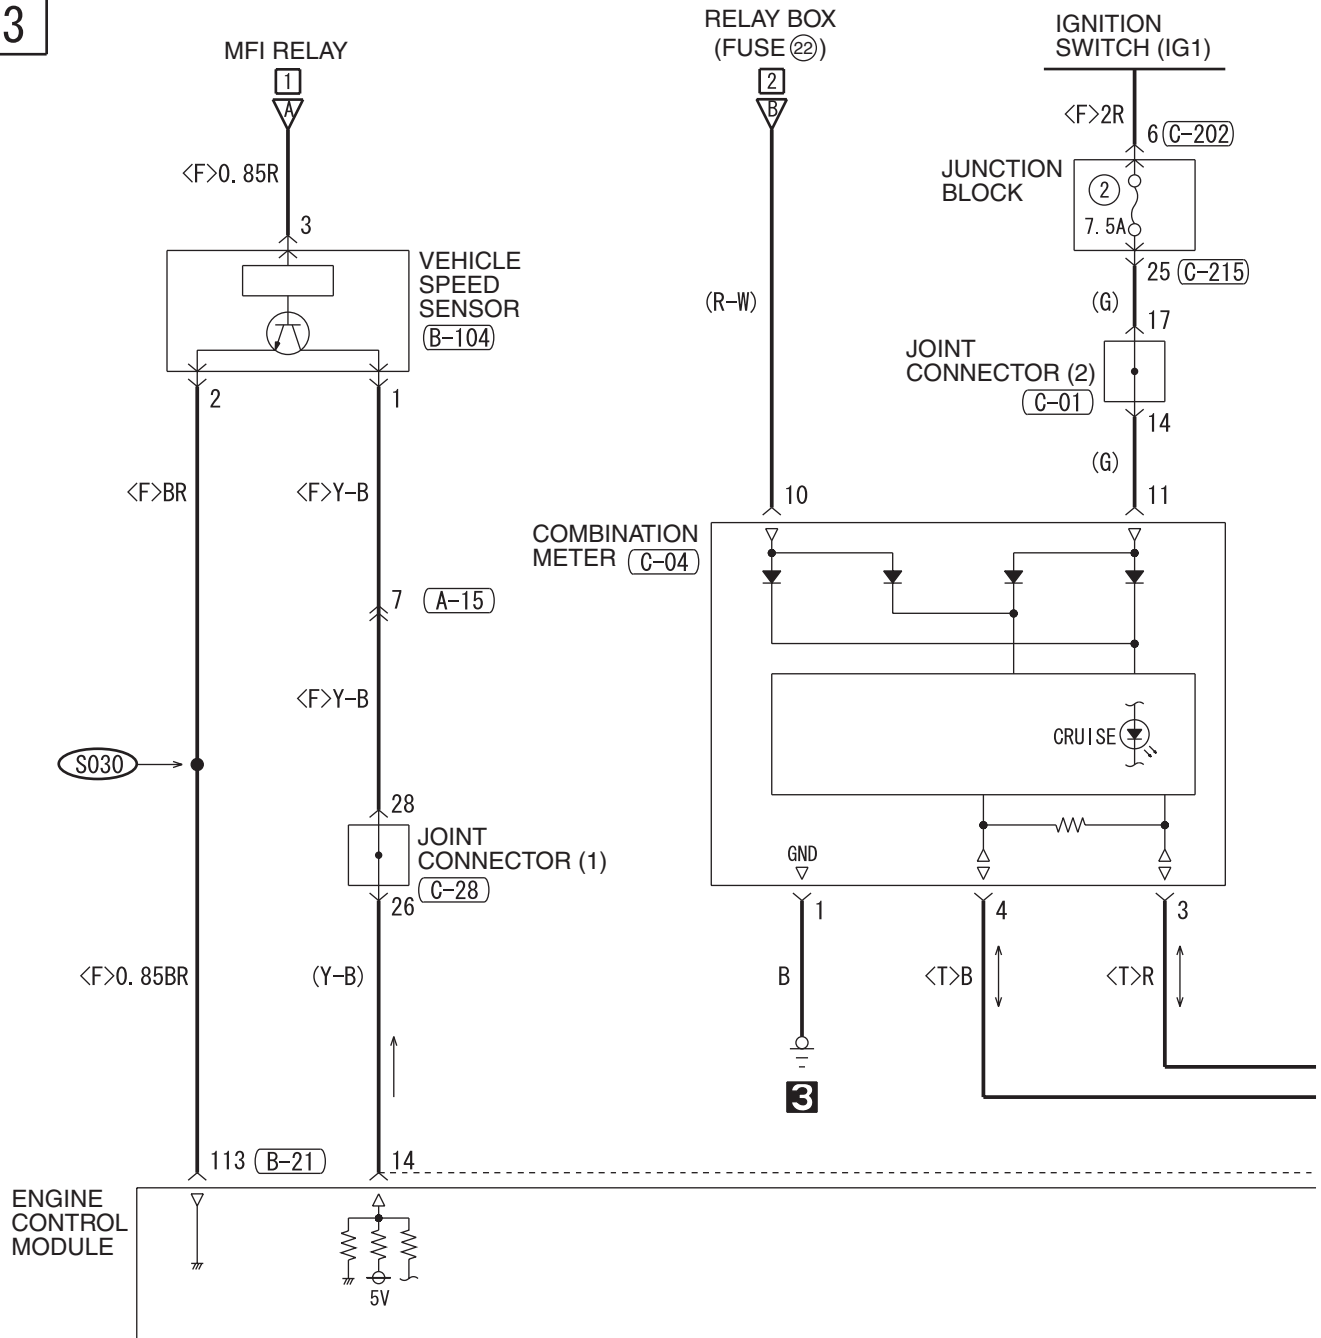 3
MFI RELAY
1
A
<F>0.85R
3
VEHICLE
SPEED
SENSOR
B-104
2
1
<F>BR
<F>Y-B
7
A-15
<F>Y-B
S030
28
JOINT
CONNECTOR (1)
C-28
26
<F>0.85BR
(Y-B)
113
B-21
14
ENGINE
CONTROL
MODULE
5V
RELAY BOX
(FUSE 22)
2
B
(R-W)
10
IGNITION
SWITCH (IG1)
<F>2R
6
C-202
JUNCTION
BLOCK
2
7.5A
25
C-215
(G)
17
JOINT
CONNECTOR (2)
C-01
14
(G)
11
COMBINATION
METER
C-04
CRUISE
GND
1
4
3
B
<T>B
<T>R
3